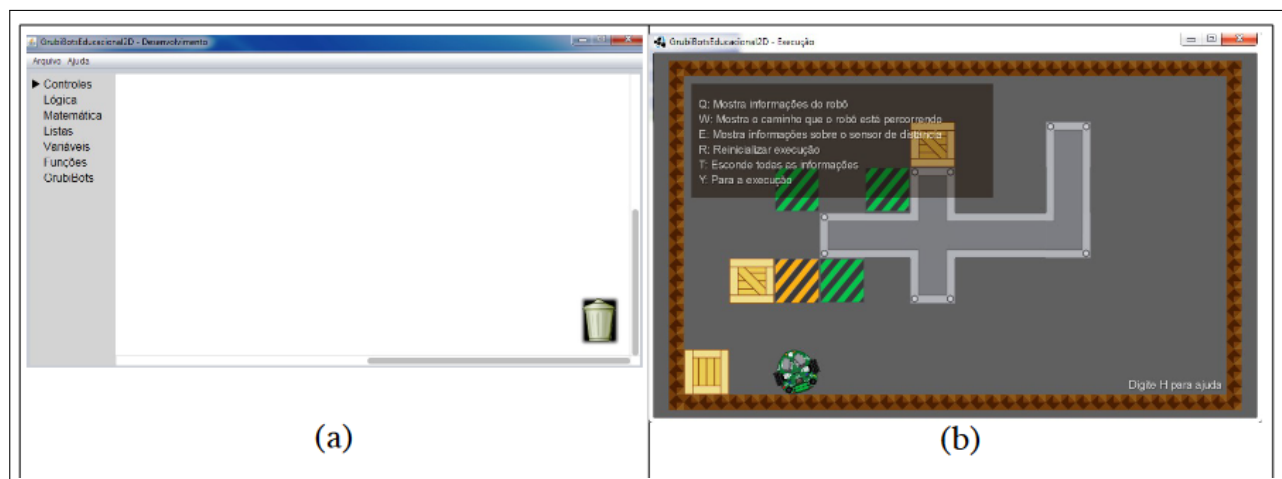 GrubiBotsEducacional2D - Desenvolvimento
Arquivo Ajuda
Controles
Lógica
Matemática
Listas
Variáveis
Funções
GrubiBots
(a)
GrubiBotsEducacional2D - Execução
Q: Mostra informações do robô
W: Mostra o caminho que o robô está percorrendo
E: Mostra informações sobre o sensor de distância
R: Reinicializar execução
T: Esconde todas as informações
Y: Para a execução
Digite H para ajuda
(b)